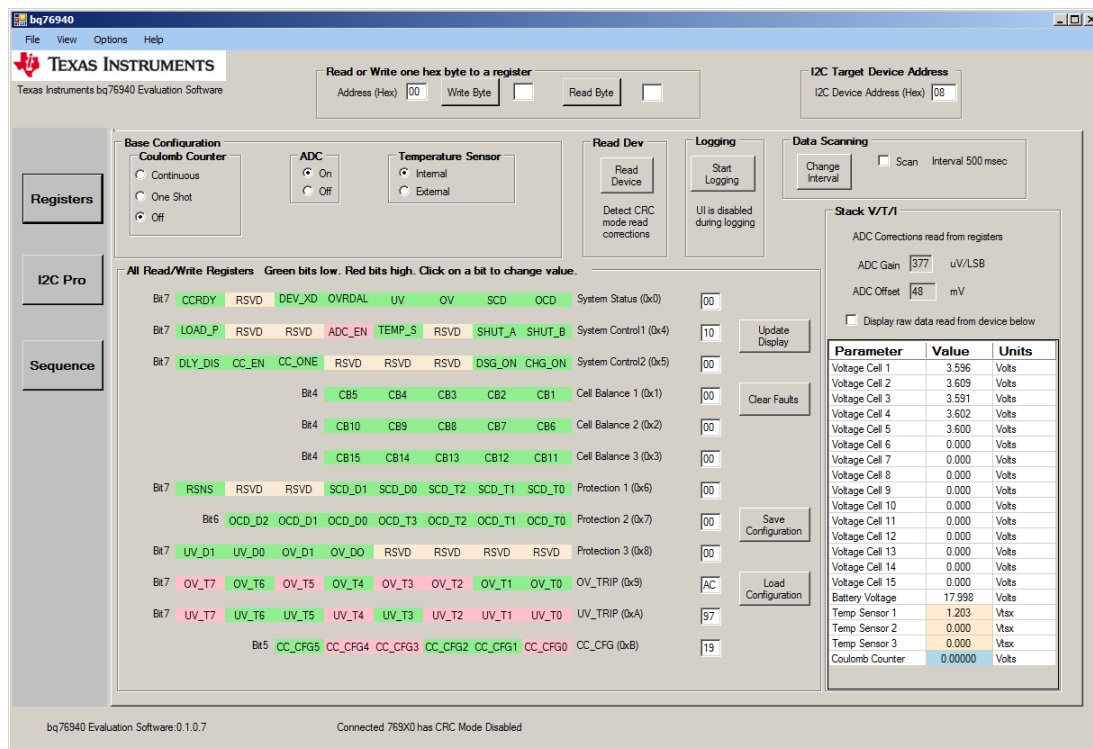 bq76940
File View Options Help
TEXAS INSTRUMENTS
Texas Instruments bq76940 Evaluation Software
Read or Write one hex byte to a register
Address (Hex) 00 Write Byte Read Byte
I2C Target Device Address
I2C Device Address (Hex) 08
Registers
I2C Pro
Sequence
Base Configuration
Coulomb Counter
Continuous
One Shot
Off
ADC
On
Off
Temperature Sensor
Internal
External
Read Dev
Read
Device
Detect CRC
mode read
corrections
Logging
Start
Logging
UI is disabled
during logging
Data Scanning
Change
Interval
Scan Interval 500 msec
Stack V/T/I
ADC Corrections read from registers
ADC Gain 377 uV/LSB
ADC Offset 48 mV
Display raw data read from device below
All Read/Write Registers Green bits low. Red bits high. Click on a bit to change value.
Bit7 CCRDY RSVD DEV_XD OVRDAL UV OV SCD OCD System Status (0x0) 00
Bit7 LOAD_P RSVD RSVD ADC_EN TEMP_S RSVD SHUT_A SHUT_B System Control1 (0x4) 10
Bit7 DLY_DIS CC_EN CC_ONE RSVD RSVD RSVD DSG_ON CHG_ON System Control2 (0x5) 00
Bit4 CB5 CB4 CB3 CB2 CB1 Cell Balance 1 (0x1) 00
Bit4 CB10 CB9 CB8 CB7 CB6 Cell Balance 2 (0x2) 00
Bit4 CB15 CB14 CB13 CB12 CB11 Cell Balance 3 (0x3) 00
Bit7 RSNS RSVD RSVD SCD_D1 SCD_D0 SCD_T2 SCD_T1 SCD_T0 Protection 1 (0x6) 00
Bit6 OCD_D2 OCD_D1 OCD_D0 OCD_T3 OCD_T2 OCD_T1 OCD_T0 Protection 2 (0x7) 00
Bit7 UV_D1 UV_D0 OV_D1 OV_DO RSVD RSVD RSVD RSVD Protection 3 (0x8) 00
Bit7 OV_T7 OV_T6 OV_T5 OV_T4 OV_T3 OV_T2 OV_T1 OV_T0 OV_TRIP (0x9) AC
Bit7 UV_T7 UV_T6 UV_T5 UV_T4 UV_T3 UV_T2 UV_T1 UV_T0 UV_TRIP (0xA) 97
Bit5 CC_CFG5 CC_CFG4 CC_CFG3 CC_CFG2 CC_CFG1 CC_CFG0 CC_CFG (0xB) 19
Update
Display
Clear Faults
Save
Configuration
Load
Configuration
Parameter Value Units
Voltage Cell 1 3.596 Volts
Voltage Cell 2 3.609 Volts
Voltage Cell 3 3.591 Volts
Voltage Cell 4 3.602 Volts
Voltage Cell 5 3.600 Volts
Voltage Cell 6 0.000 Volts
Voltage Cell 7 0.000 Volts
Voltage Cell 8 0.000 Volts
Voltage Cell 9 0.000 Volts
Voltage Cell 10 0.000 Volts
Voltage Cell 11 0.000 Volts
Voltage Cell 12 0.000 Volts
Voltage Cell 13 0.000 Volts
Voltage Cell 14 0.000 Volts
Voltage Cell 15 0.000 Volts
Battery Voltage 17.998 Volts
Temp Sensor 1 1.203 Vtsx
Temp Sensor 2 0.000 Vtsx
Temp Sensor 3 0.000 Vtsx
Coulomb Counter 0.00000 Volts
bq76940 Evaluation Software:0.1.0.7 Connected 769X0 has CRC Mode Disabled